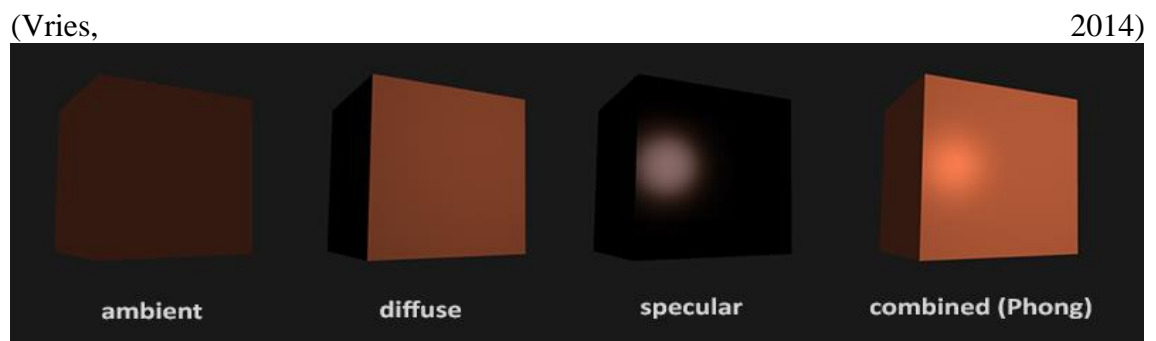 (Vries, 2014)
ambient diffuse specular combined (Phong)